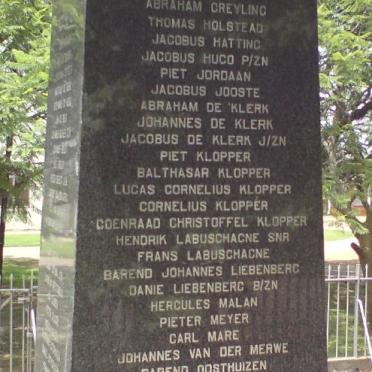 ABRAHAM GREYLING
THOMAS HOLSTEAD
JACOBUS HATTING
JACOBUS HUGO P/ZN
PIET JORDAAN
JACOBUS JOOSTE
ABRAHAM DE KLERK
JOHANNES DE KLERK
JACOBUS DE KLERK J/ZN
PIET KLOPPER
BALTHASAR KLOPPER
LUCAS CORNELIUS KLOPPER
CORNELIUS KLOPPER
COENRAAD CHRISTOFFEL KLOPPER
HENDRIK LABUSCHAGNE SNR
FRANS LABUSCHAGNE
BAREND JOHANNES LIEBENBERG
DANIE LIEBENBERG B/ZN
HERCULES MALAN
PIETER MEYER
CARL MARE
JOHANNES VAN DER MERWE
BAREND OOSTHUIZEN